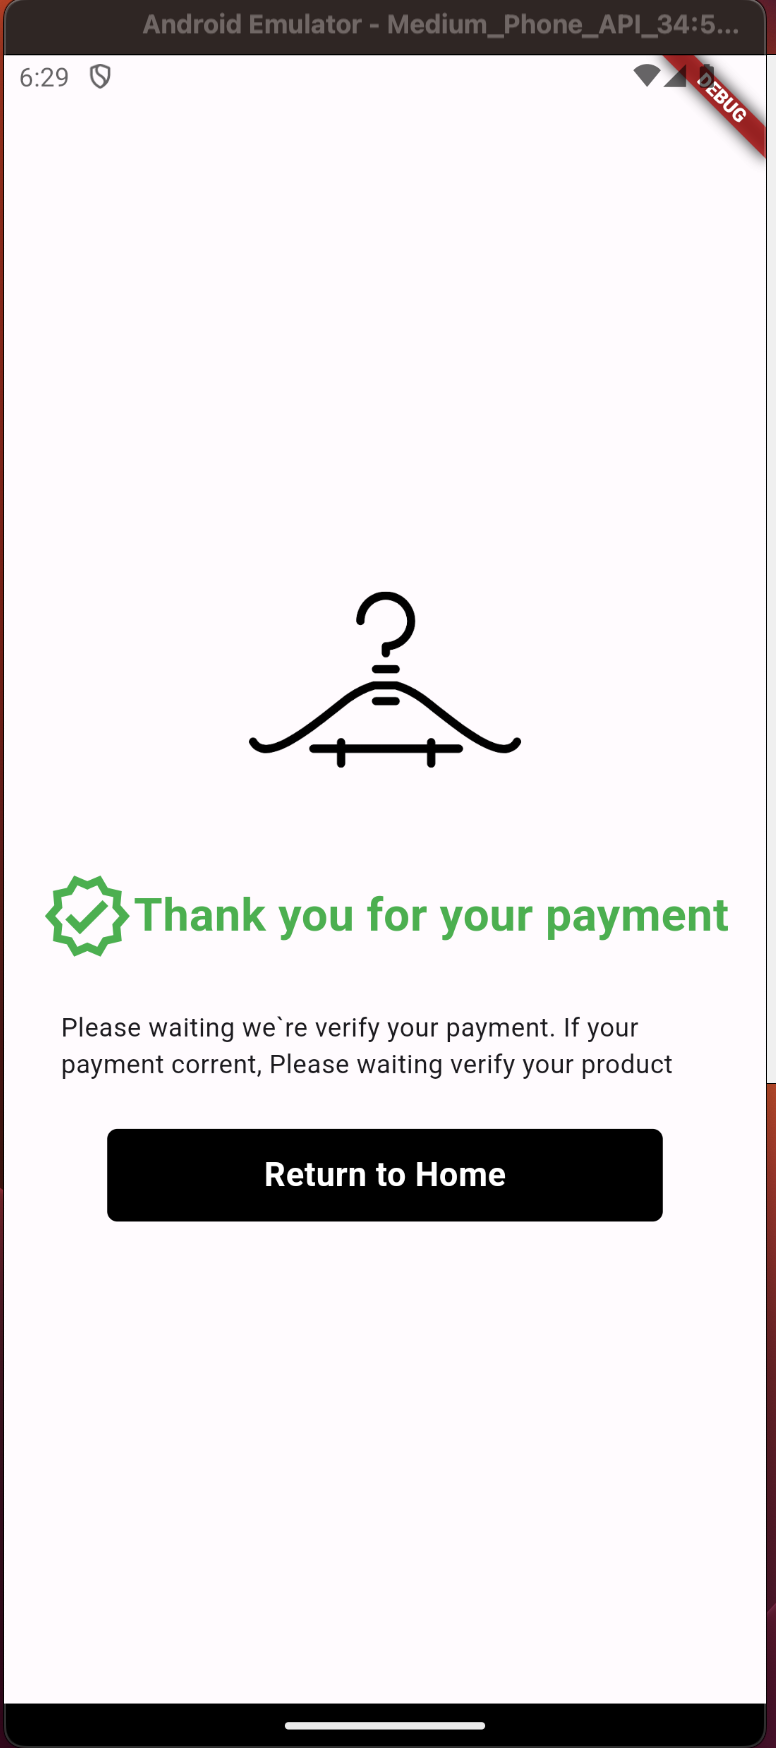 Android Emulator - Medium_Phone_API_34:5...
6:29
DEBUG
Thank you for your payment
Please waiting we`re verify your payment. If your
payment corrent, Please waiting verify your product
Return to Home